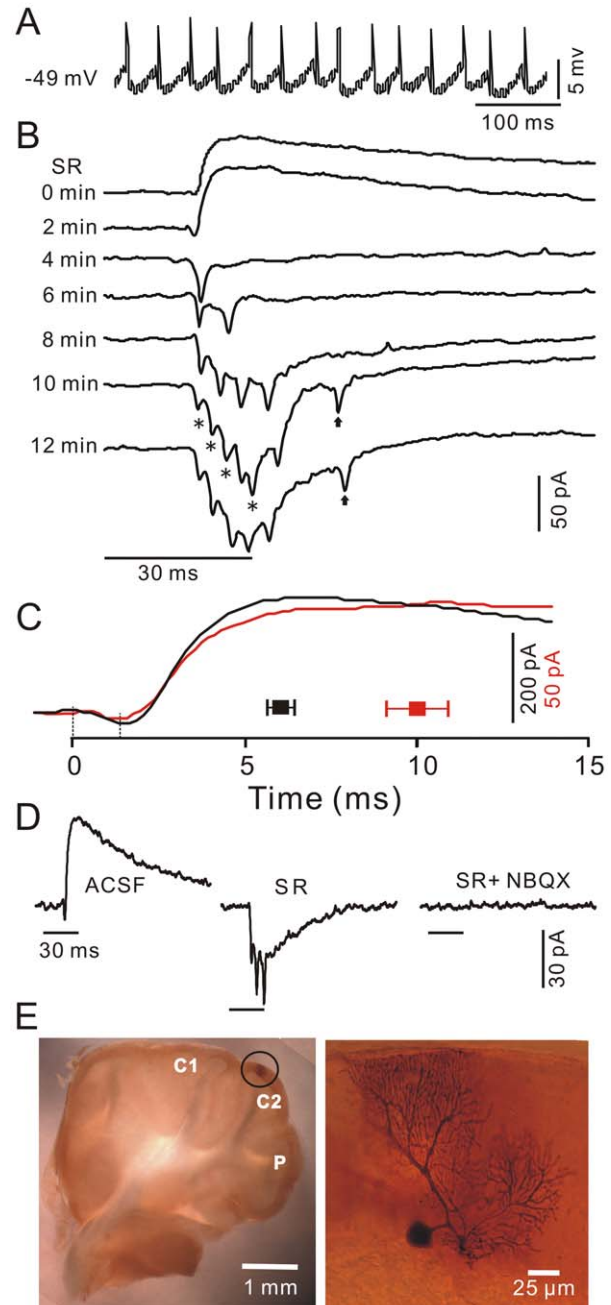 A
-49 mV
5 mv
100 ms
B
SR
0 min
2 min
4 min
6 min
8 min
10 min
* * * *
12 min
50 pA
30 ms
C
200 pA
50 pA
0 5 10 15
Time (ms)
D
ACSF SR SR+ NBQX
30 ms
30 pA
E
C1
C2
P
1 mm
25 µm